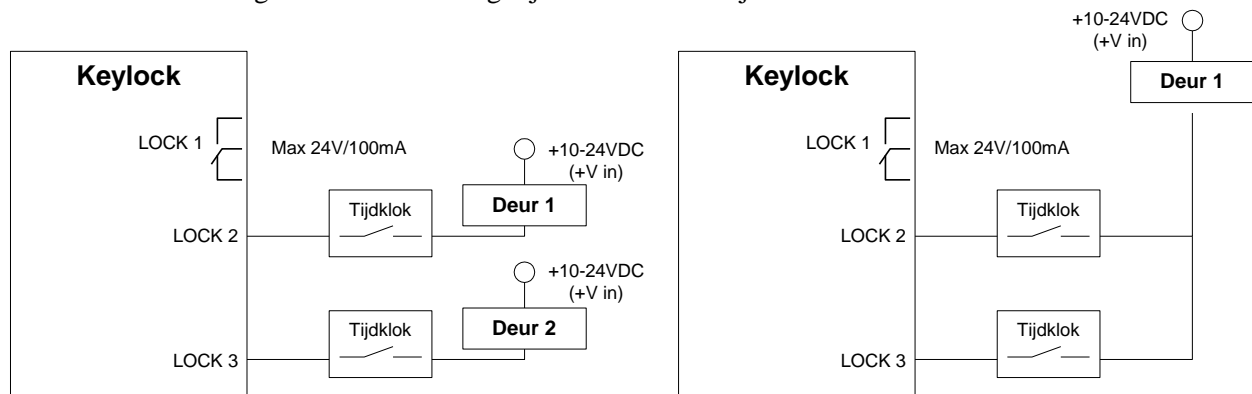 Keylock
LOCK 1
Max 24V/100mA
+10-24VDC
(+V in)
Deur 1
Tijdklok
LOCK 2
+10-24VDC
(+V in)
Deur 2
Tijdklok
LOCK 3
+10-24VDC
(+V in)
Deur 1
Keylock
LOCK 1
Max 24V/100mA
Tijdklok
LOCK 2
Tijdklok
LOCK 3